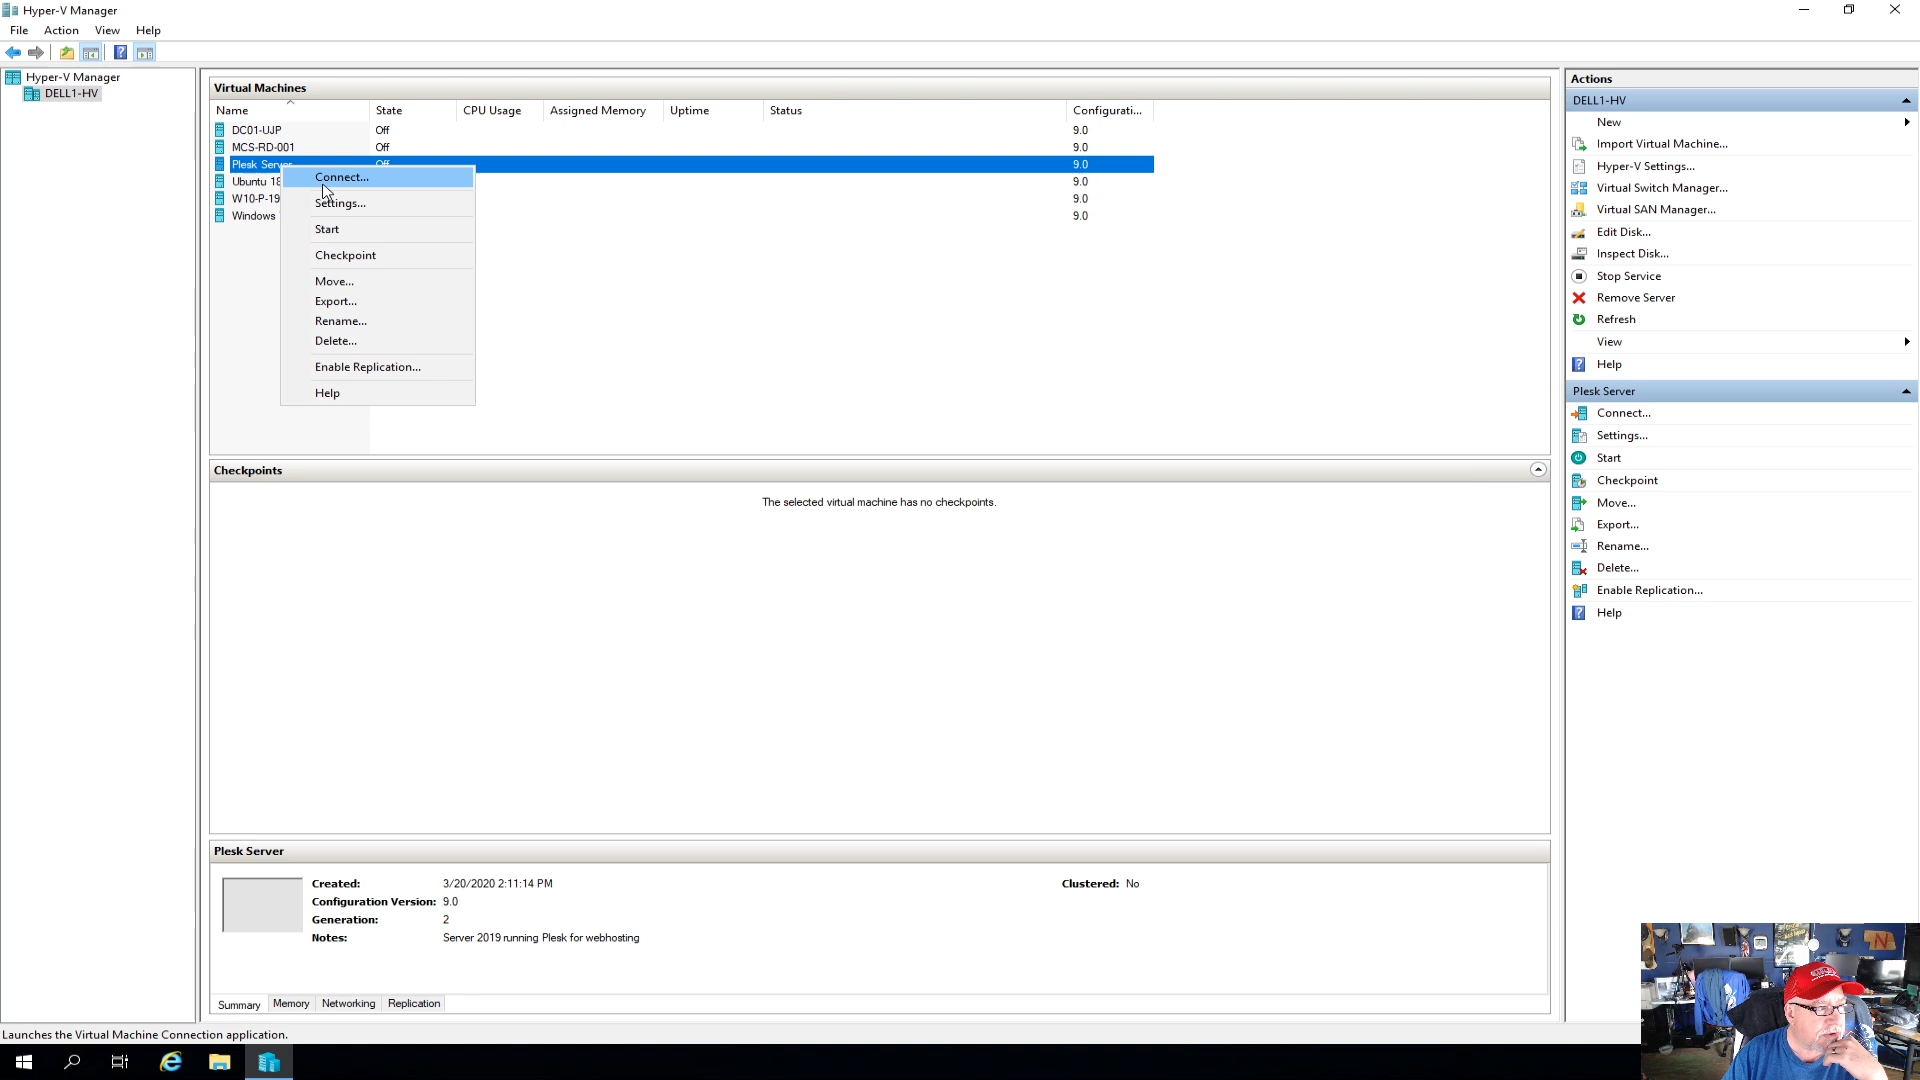 Hyper-V Manager
File Action View Help
Hyper-V Manager
DELL1-HV
Virtual Machines
Name State CPU Usage Assigned Memory Uptime Status Configurati...
DC01-UJP Off 9.0
MCS-RD-001 Off 9.0
Plesk Server Off 9.0
Ubuntu 18 9.0
W10-P-19 9.0
Windows 9.0
Connect...
Settings...
Start
Checkpoint
Move...
Export...
Rename...
Delete...
Enable Replication...
Help
Checkpoints
The selected virtual machine has no checkpoints.
Plesk Server
Created: 3/20/2020 2:11:14 PM Clustered: No
Configuration Version: 9.0
Generation: 2
Notes: Server 2019 running Plesk for webhosting
Summary Memory Networking Replication
Actions
DELL1-HV
New
Import Virtual Machine...
Hyper-V Settings...
Virtual Switch Manager...
Virtual SAN Manager...
Edit Disk...
Inspect Disk...
Stop Service
Remove Server
Refresh
View
Help
Plesk Server
Connect...
Settings...
Start
Checkpoint
Move...
Export...
Rename...
Delete...
Enable Replication...
Help
Launches the Virtual Machine Connection application.